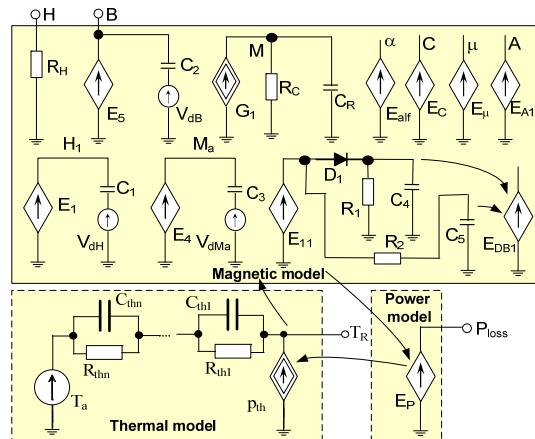 H B
R_H E_5 C_2 V_dB G_1 M R_C C_R α C μ A
E_alf E_C E_μ E_A1
H_1 M_a
E_1 C_1 V_dH E_4 C_3 V_dMa E_11 D_1 R_1 C_4 R_2 C_5 E_DB1
Magnetic model
C_thn C_th1 T_R
R_thn R_th1
T_a p_th
Thermal model
Power
model
P_loss
E_P